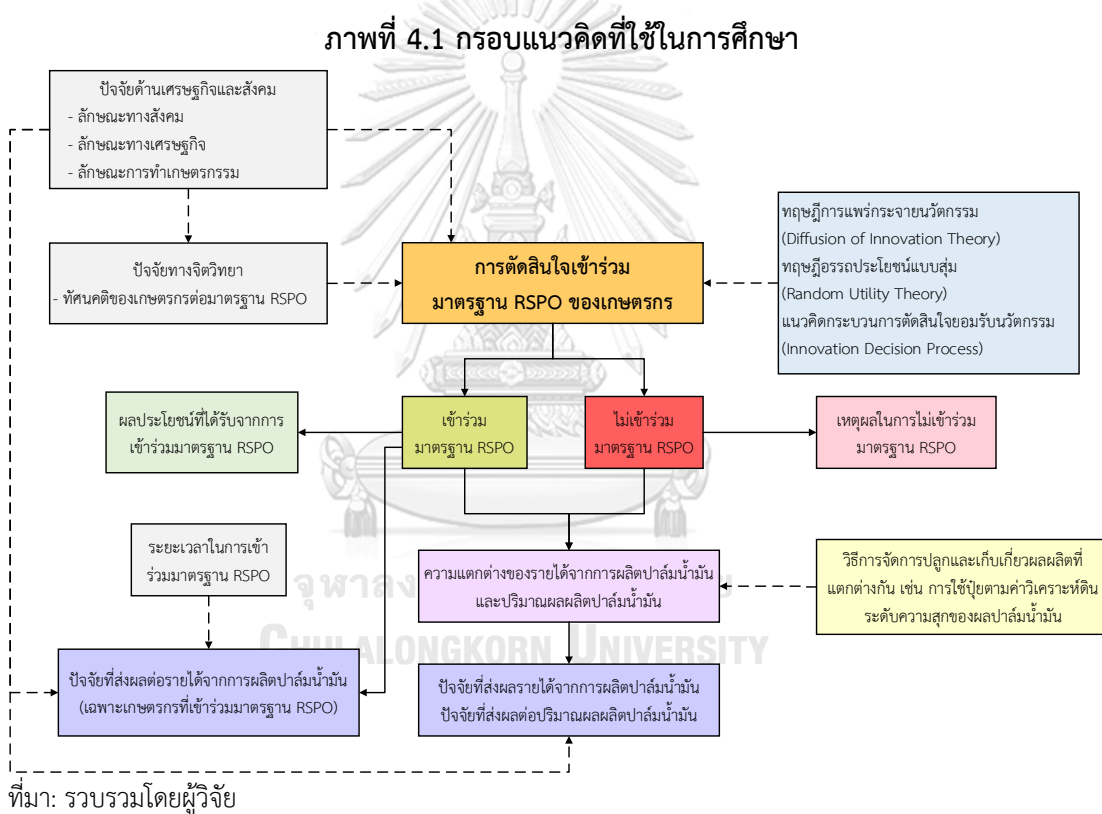 ภาพที่ 4.1 กรอบแนวคิดที่ใช้ในการศึกษา
ปัจจัยด้านเศรษฐกิจและสังคม
- ลักษณะทางสังคม
- ลักษณะทางเศรษฐกิจ
- ลักษณะการทำเกษตรกรรม
ปัจจัยทางจิตวิทยา
- ทัศนคติของเกษตรกรต่อมาตรฐาน RSPO
การตัดสินใจเข้าร่วม
มาตรฐาน RSPO ของเกษตรกร
ทฤษฎีการแพร่กระจายนวัตกรรม
(Diffusion of Innovation Theory)
ทฤษฎีอรรถประโยชน์แบบสุ่ม
(Random Utility Theory)
แนวคิดกระบวนการตัดสินใจยอมรับนวัตกรรม
(Innovation Decision Process)
ผลประโยชน์ที่ได้รับจากการ
เข้าร่วมมาตรฐาน RSPO
เข้าร่วม
มาตรฐาน RSPO
ไม่เข้าร่วม
มาตรฐาน RSPO
เหตุผลในการไม่เข้าร่วม
มาตรฐาน RSPO
ระยะเวลาในการเข้า
ร่วมมาตรฐาน RSPO
ความแตกต่างของรายได้จากการผลิตปาล์มน้ำมัน
และปริมาณผลผลิตปาล์มน้ำมัน
วิธีการจัดการปลูกและเก็บเกี่ยวผลผลิตที่
แตกต่างกัน เช่น การใช้ปุ๋ยตามค่าวิเคราะห์ดิน
ระดับความสุกของผลปาล์มน้ำมัน
CHULALONGKORN UNIVERSITY
ปัจจัยที่ส่งผลต่อรายได้จากการผลิตปาล์มน้ำมัน
(เฉพาะเกษตรกรที่เข้าร่วมมาตรฐาน RSPO)
ปัจจัยที่ส่งผลรายได้จากการผลิตปาล์มน้ำมัน
ปัจจัยที่ส่งผลต่อปริมาณผลผลิตปาล์มน้ำมัน
ที่มา: รวบรวมโดยผู้วิจัย